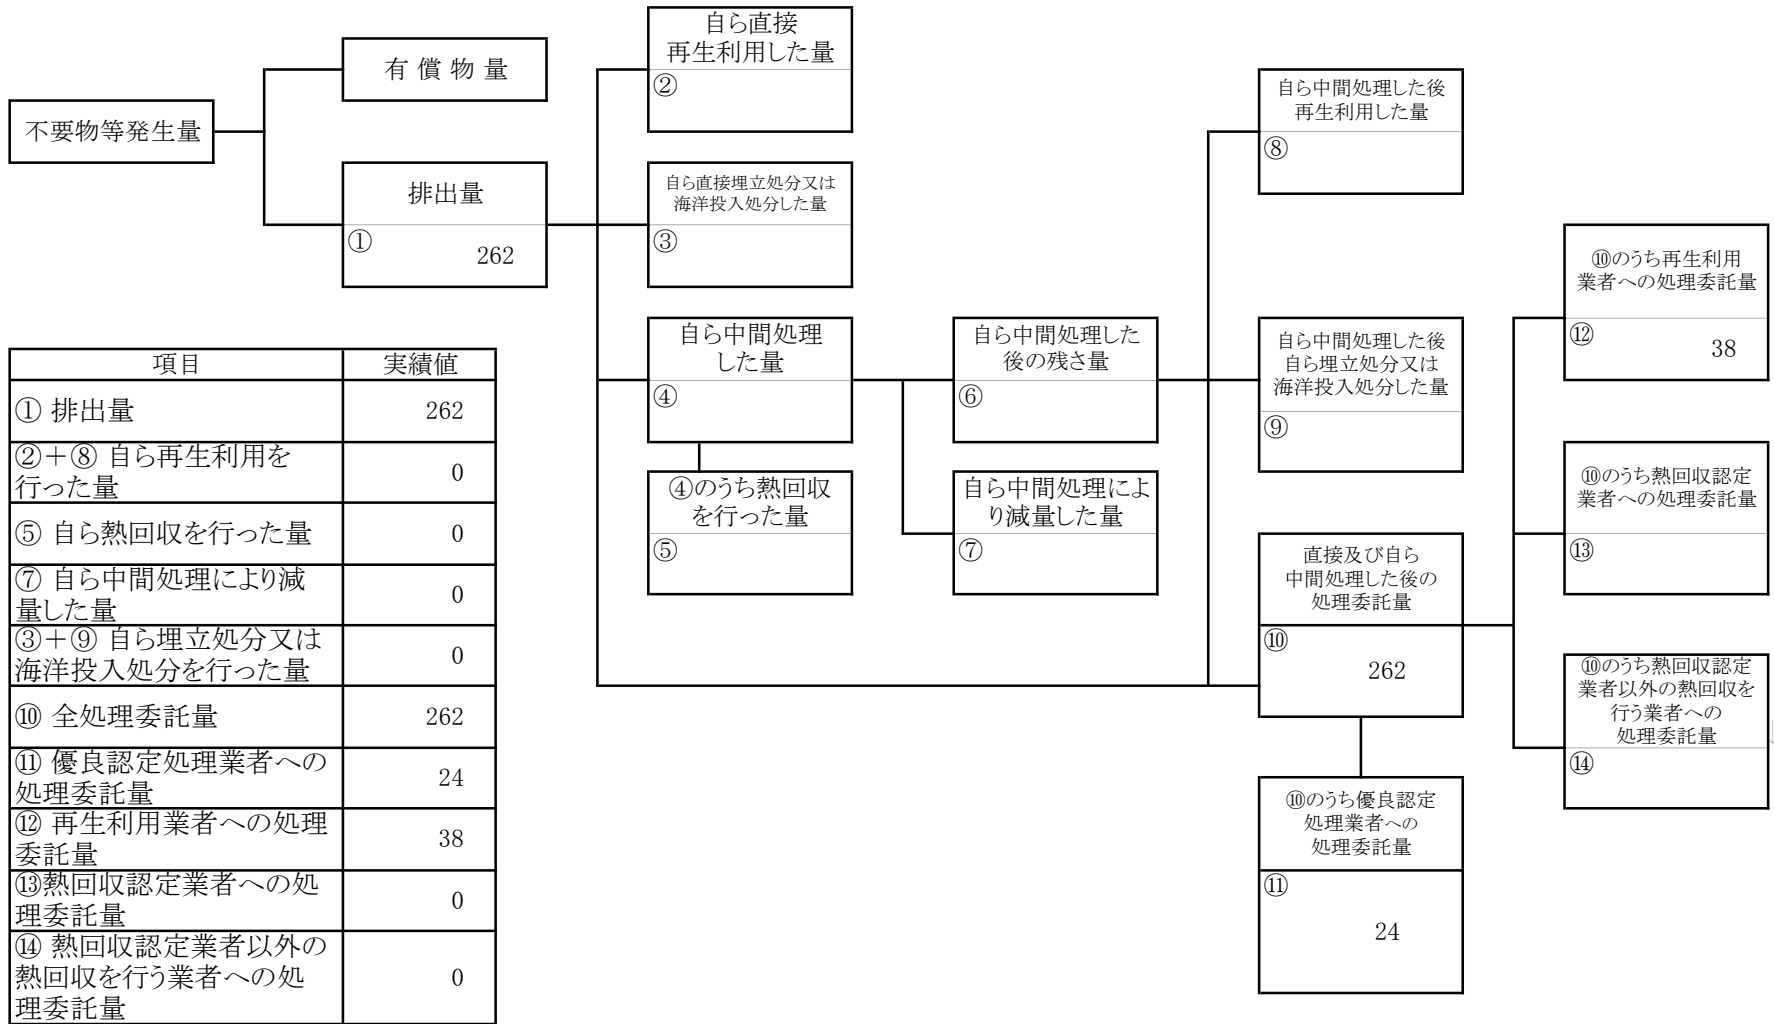 不要物等発生量
有 償 物 量
排出量
①
262
自ら直接
再生利用した量
②
自ら直接埋立処分又は
海洋投入処分した量
③
自ら中間処理
した量
④
④のうち熱回収
を行った量
⑤
自ら中間処理した
後の残さ量
⑥
自ら中間処理によ
り減量した量
⑦
自ら中間処理した後
再生利用した量
⑧
自ら中間処理した後
自ら埋立処分又は
海洋投入処分した量
⑨
直接及び自ら
中間処理した後の
処理委託量
⑩
262
⑩のうち優良認定
処理業者への
処理委託量
⑪
24
⑩のうち再生利用
業者への処理委託量
⑫
38
⑩のうち熱回収認定
業者への処理委託量
⑬
⑩のうち熱回収認定
業者以外の熱回収を
行う業者への
処理委託量
⑭
項目 実績値
① 排出量 262
②＋⑧ 自ら再生利用を
行った量 0
⑤ 自ら熱回収を行った量 0
⑦ 自ら中間処理により減
量した量 0
③＋⑨ 自ら埋立処分又は
海洋投入処分を行った量 0
⑩ 全処理委託量 262
⑪ 優良認定処理業者への
処理委託量 24
⑫ 再生利用業者への処理
委託量 38
⑬熱回収認定業者への処
理委託量 0
⑭ 熱回収認定業者以外の
熱回収を行う業者への処
理委託量 0